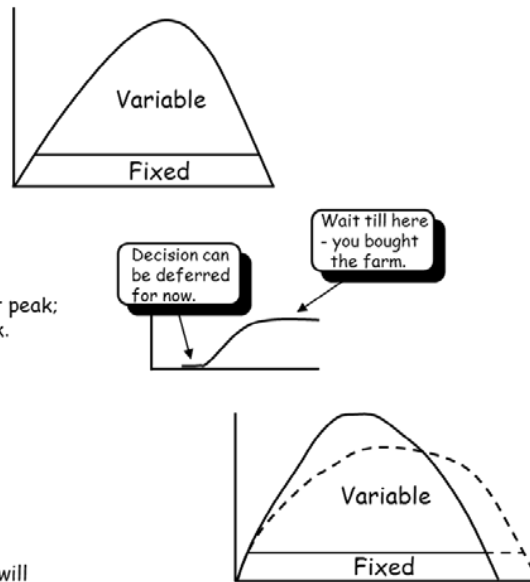 Variable
Fixed
Wait till here
- you bought
the farm.
Decision can
be deferred
for now.
peak;
Variable
Fixed
will